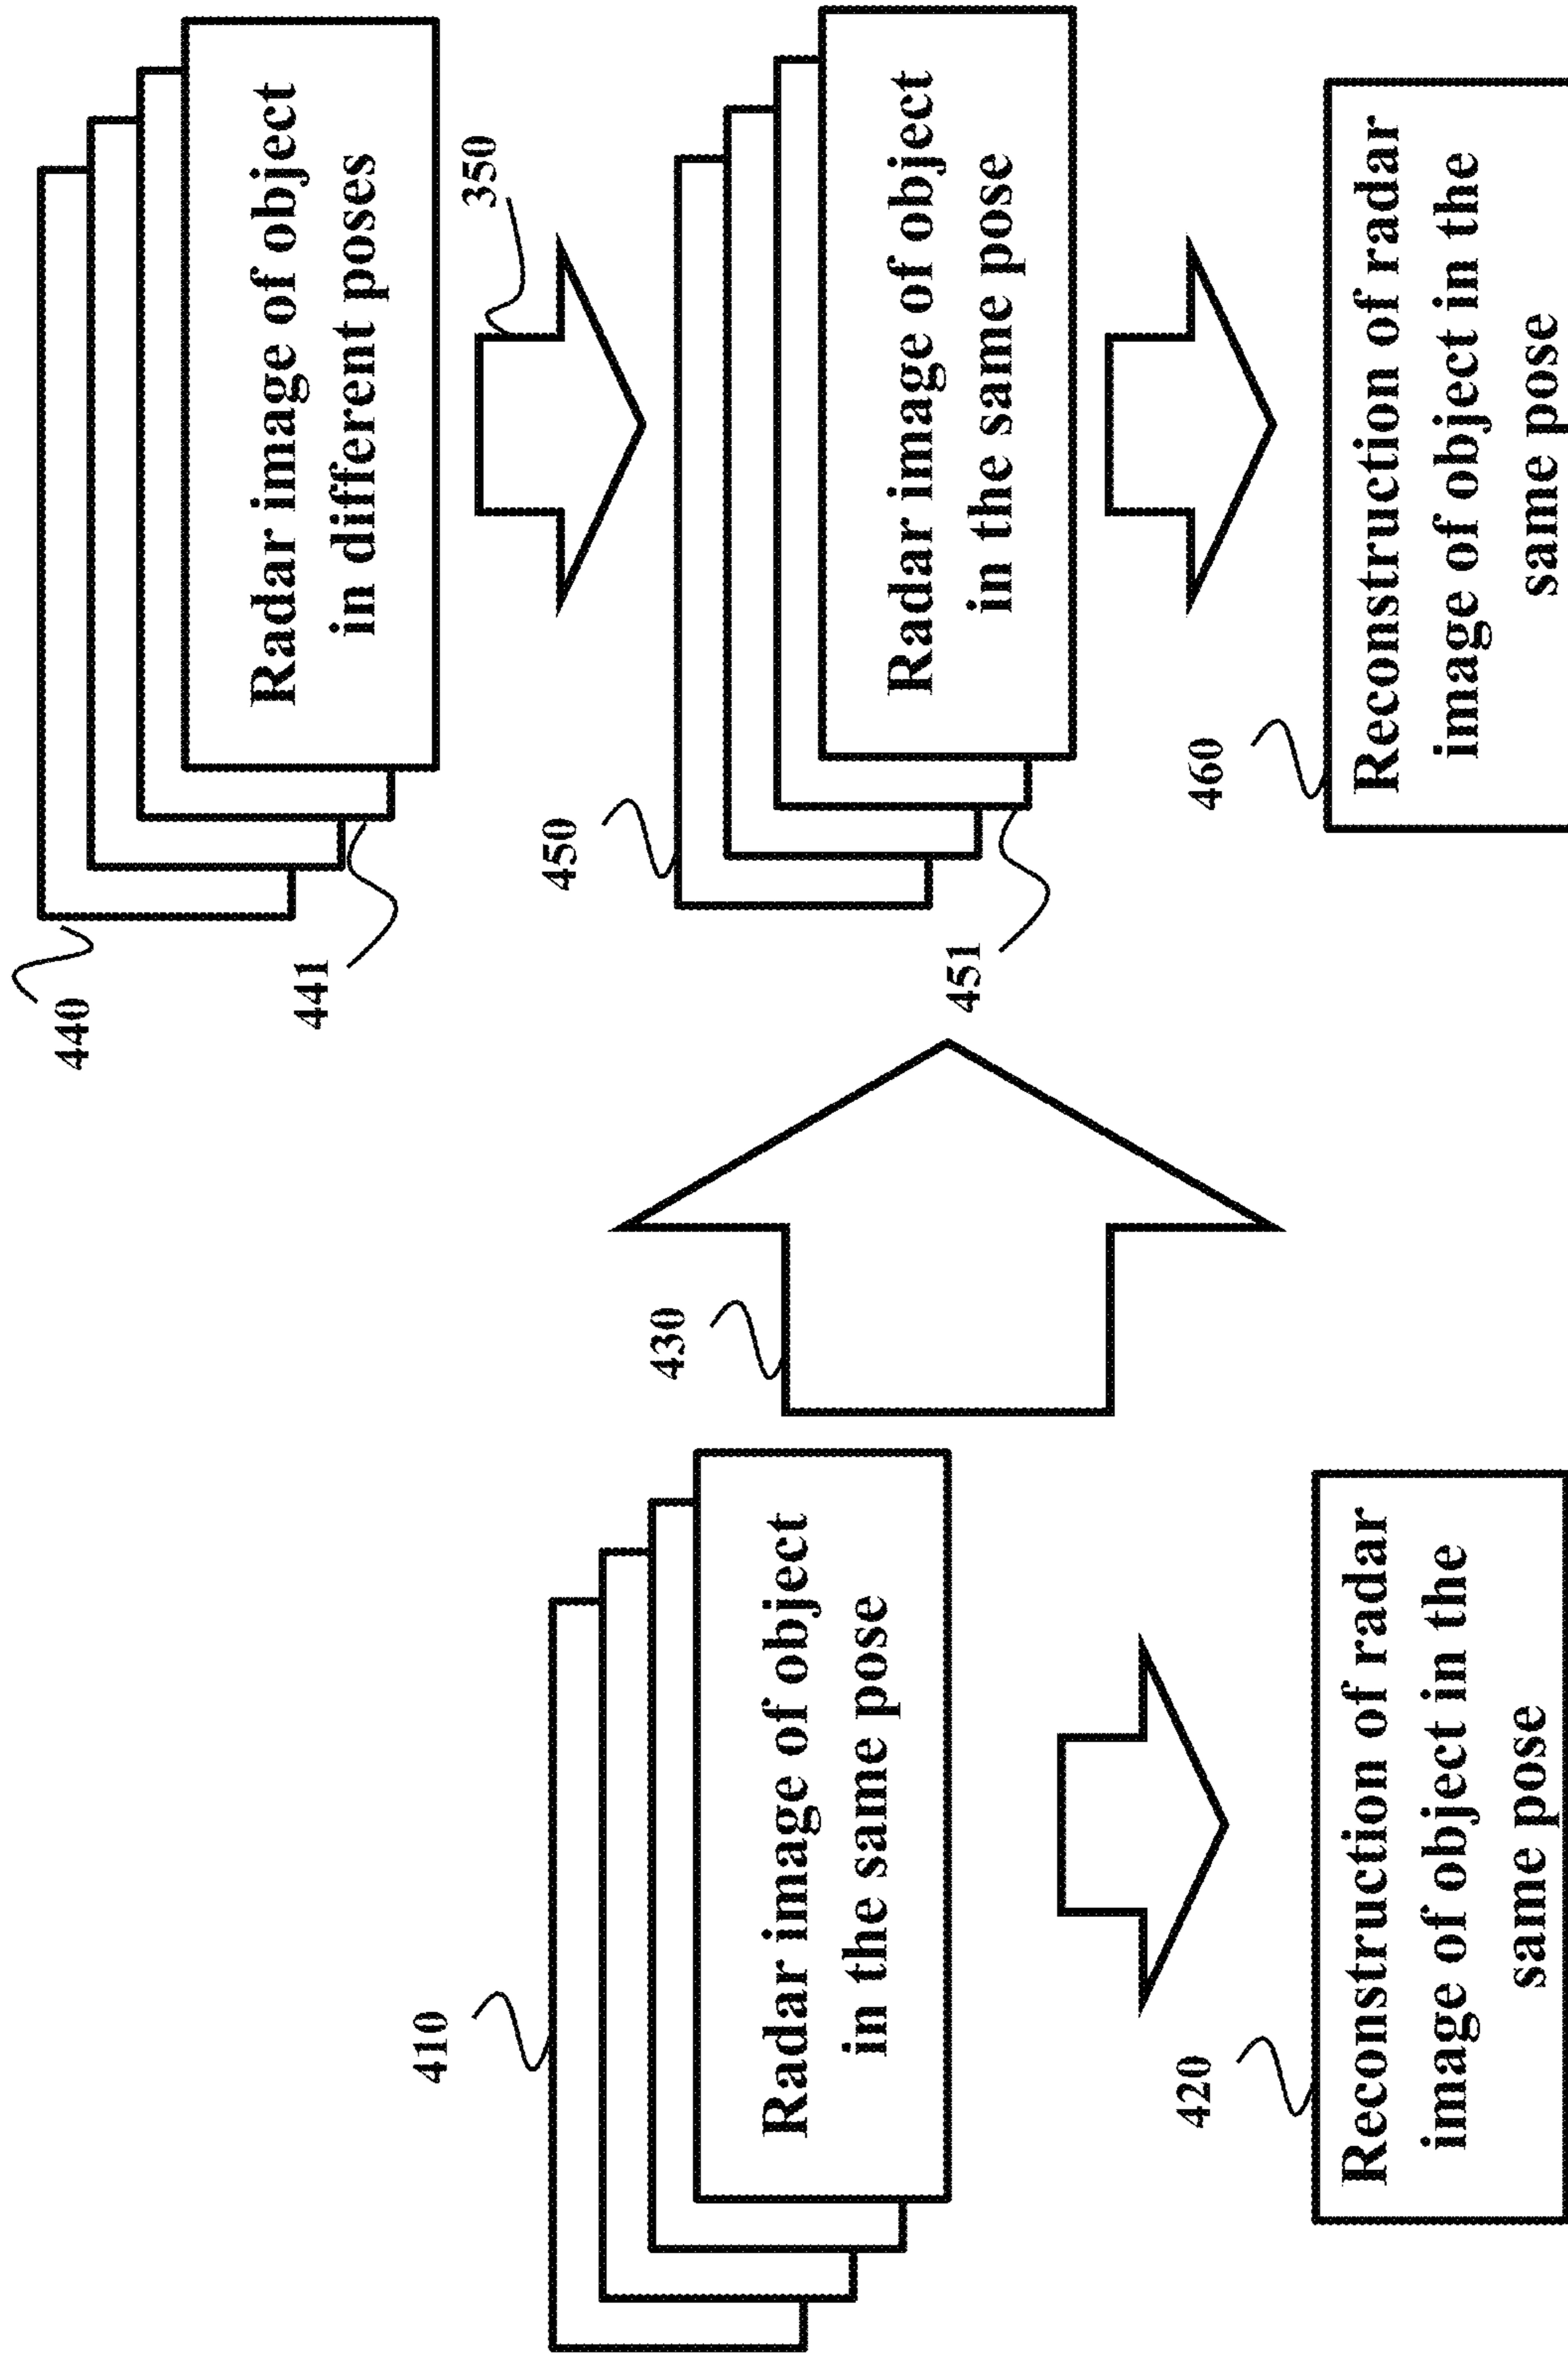 410
Radar image of object
in the same pose
420
Reconstruction of radar
image of object in the
same pose
430
440
441
Radar image of object
in different poses
350
450
451
Radar image of object
in the same pose
460
Reconstruction of radar
image of object in the
same pose